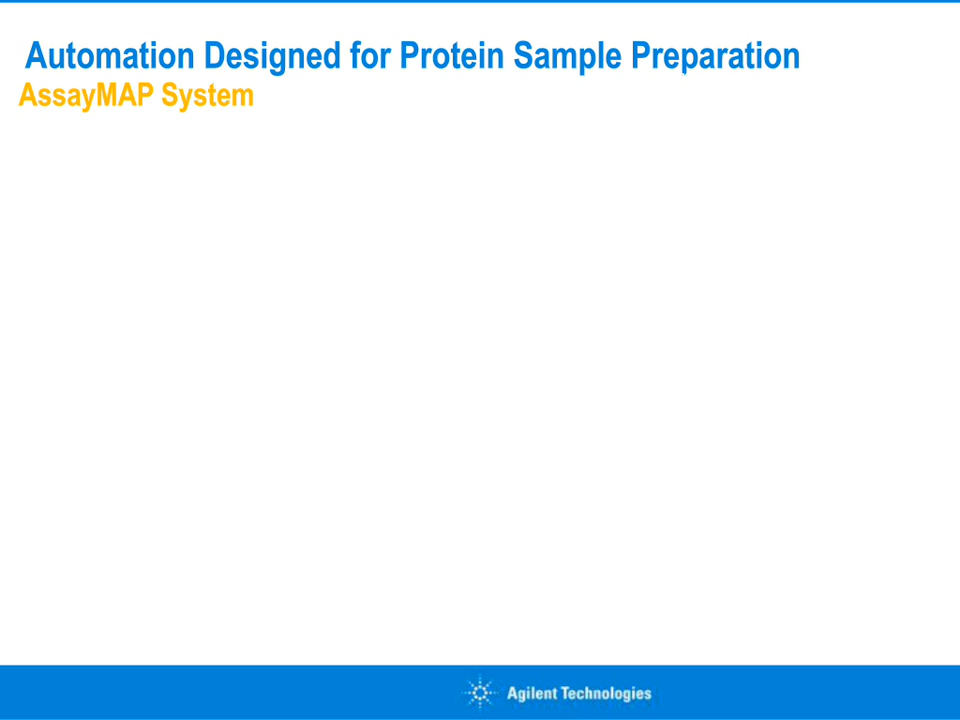 Automation Designed for Protein Sample Preparation
AssayMAP System
Agilent Technologies